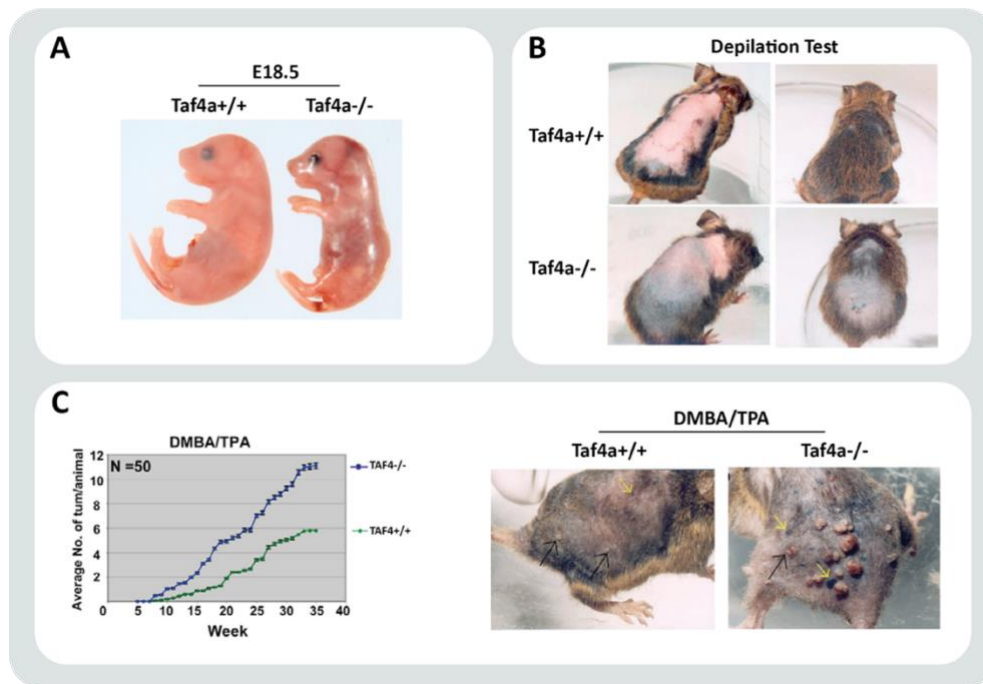 A
E18.5
Taf4a+/+ Taf4a-/-
B
Depilation Test
Taf4a+/+
Taf4a-/-
C
DMBA/TPA
N =50
Average No. of tum/animal
12
10
8
6
4
2
0 5 10 15 20 25 30 35 40
Week
TAF4-/-
TAF4+/+
DMBA/TPA
Taf4a+/+ Taf4a-/-